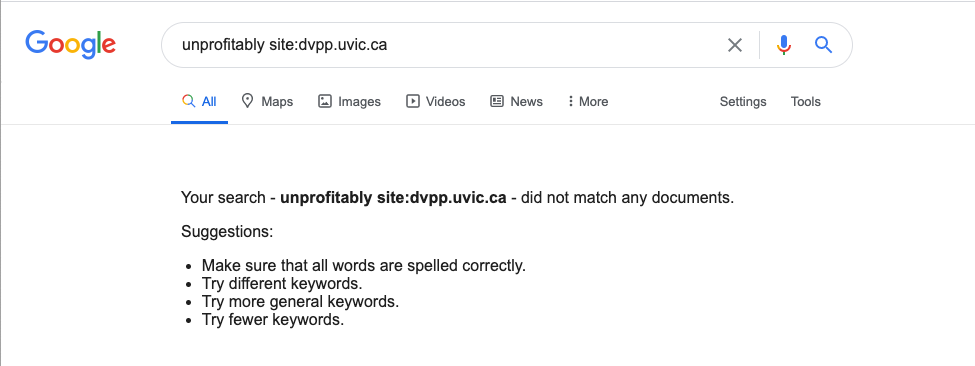 Google
unprofitably site:dvpp.uvic.ca
All Maps Images Videos News More Settings Tools
Your search - unprofitably site:dvpp.uvic.ca - did not match any documents.
Suggestions:
• Make sure that all words are spelled correctly.
• Try different keywords.
• Try more general keywords.
• Try fewer keywords.